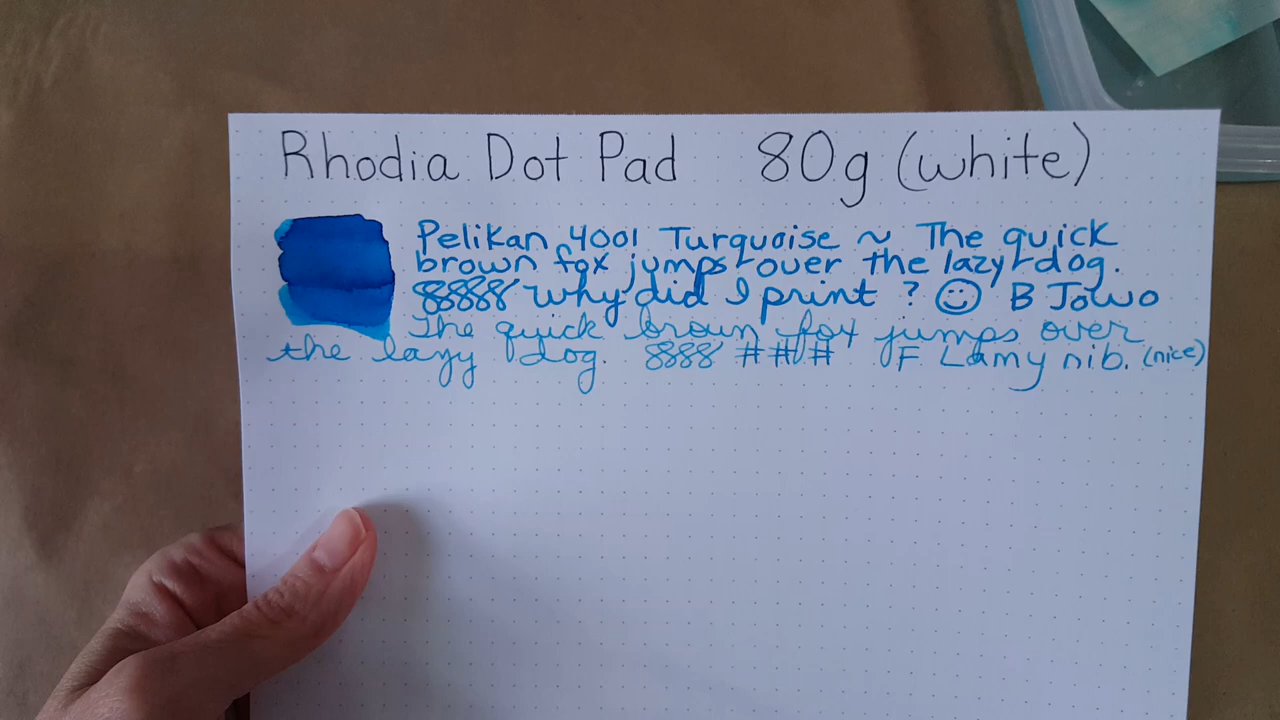 Rhodia Dot Pad 80g (white)
Pelikan 4001 Turquoise ~ The quick
brown fox jumps over the lazy dog.
8888 why did I print ? ☺ B Jowo
The quick brown fox jumps over
the lazy dog. 8888 ### F Lamy nib. (nice)